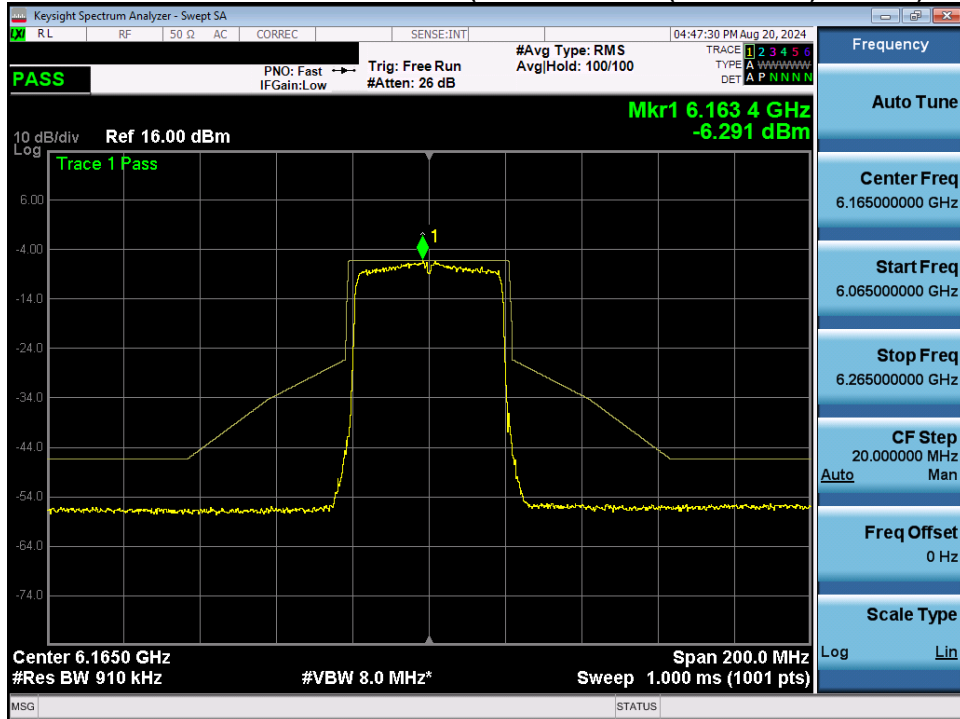 Keysight Spectrum Analyzer - Swept SA
LXI RL RF 50 Ω AC CORREC SENSE:INT 04:47:30 PM Aug 20, 2024
PASS
PNO: Fast
IFGain:Low
Trig: Free Run
#Atten: 26 dB
#Avg Type: RMS
Avg|Hold: 100/100
TRACE 1 2 3 4 5 6
TYPE A WWWWW
DET A P N N N N
Mkr1 6.163 4 GHz
-6.291 dBm
10 dB/div Ref 16.00 dBm
Log
Trace 1 Pass
1
6.00
-4.00
-14.0
-24.0
-34.0
-44.0
-54.0
-64.0
-74.0
Center 6.1650 GHz Span 200.0 MHz
#Res BW 910 kHz #VBW 8.0 MHz* Sweep 1.000 ms (1001 pts)
MSG STATUS
Frequency
Auto Tune
Center Freq
6.165000000 GHz
Start Freq
6.065000000 GHz
Stop Freq
6.265000000 GHz
CF Step
20.000000 MHz
Auto Man
Freq Offset
0 Hz
Scale Type
Log Lin